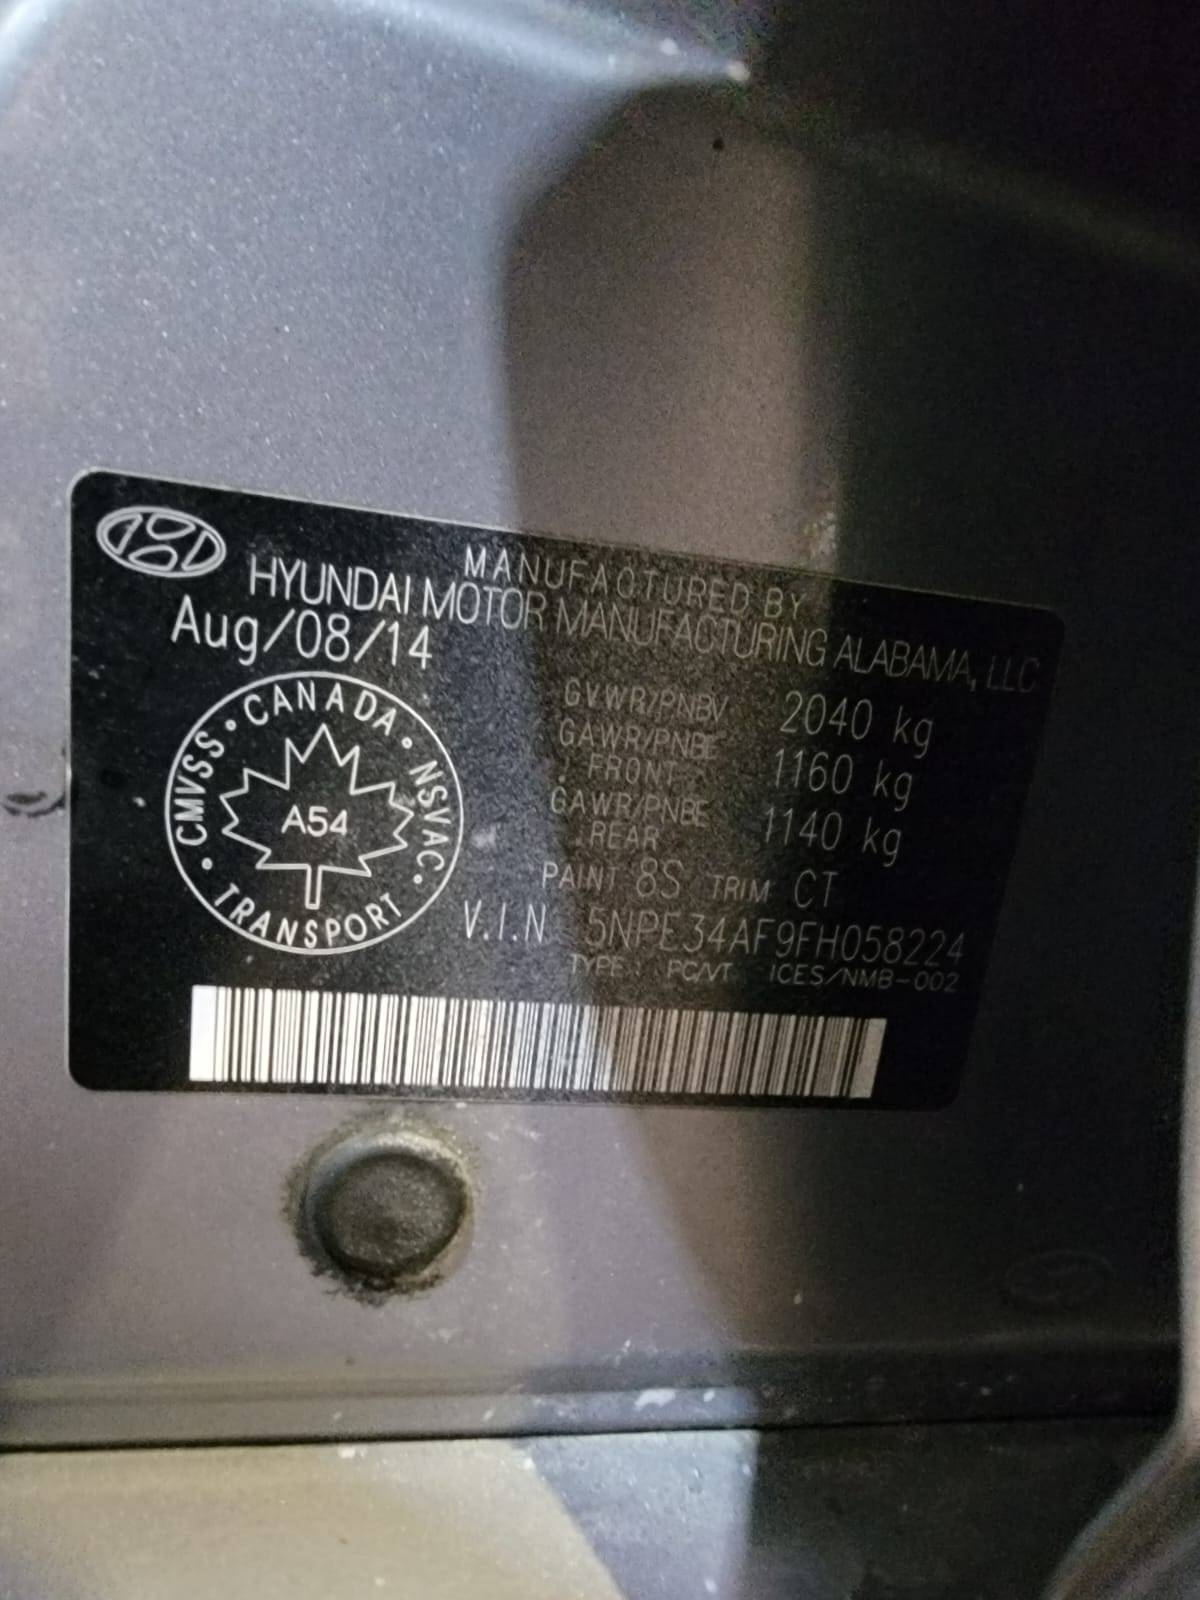 MANUFACTURED BY
HYUNDAI MOTOR MANUFACTURING ALABAMA, LLC
Aug/08/14
GVWR/PNBV 2040 kg
GAWR/PNBE FRONT 1160 kg
GAWR/PNBE REAR 1140 kg
PAINT 8S TRIM CT
V.I.N 5NPE34AF9FH058224
TYPE : PC/VT ICES/NMB-002
CMVSS • CANADA • NSVAC • TRANSPORT •
A54